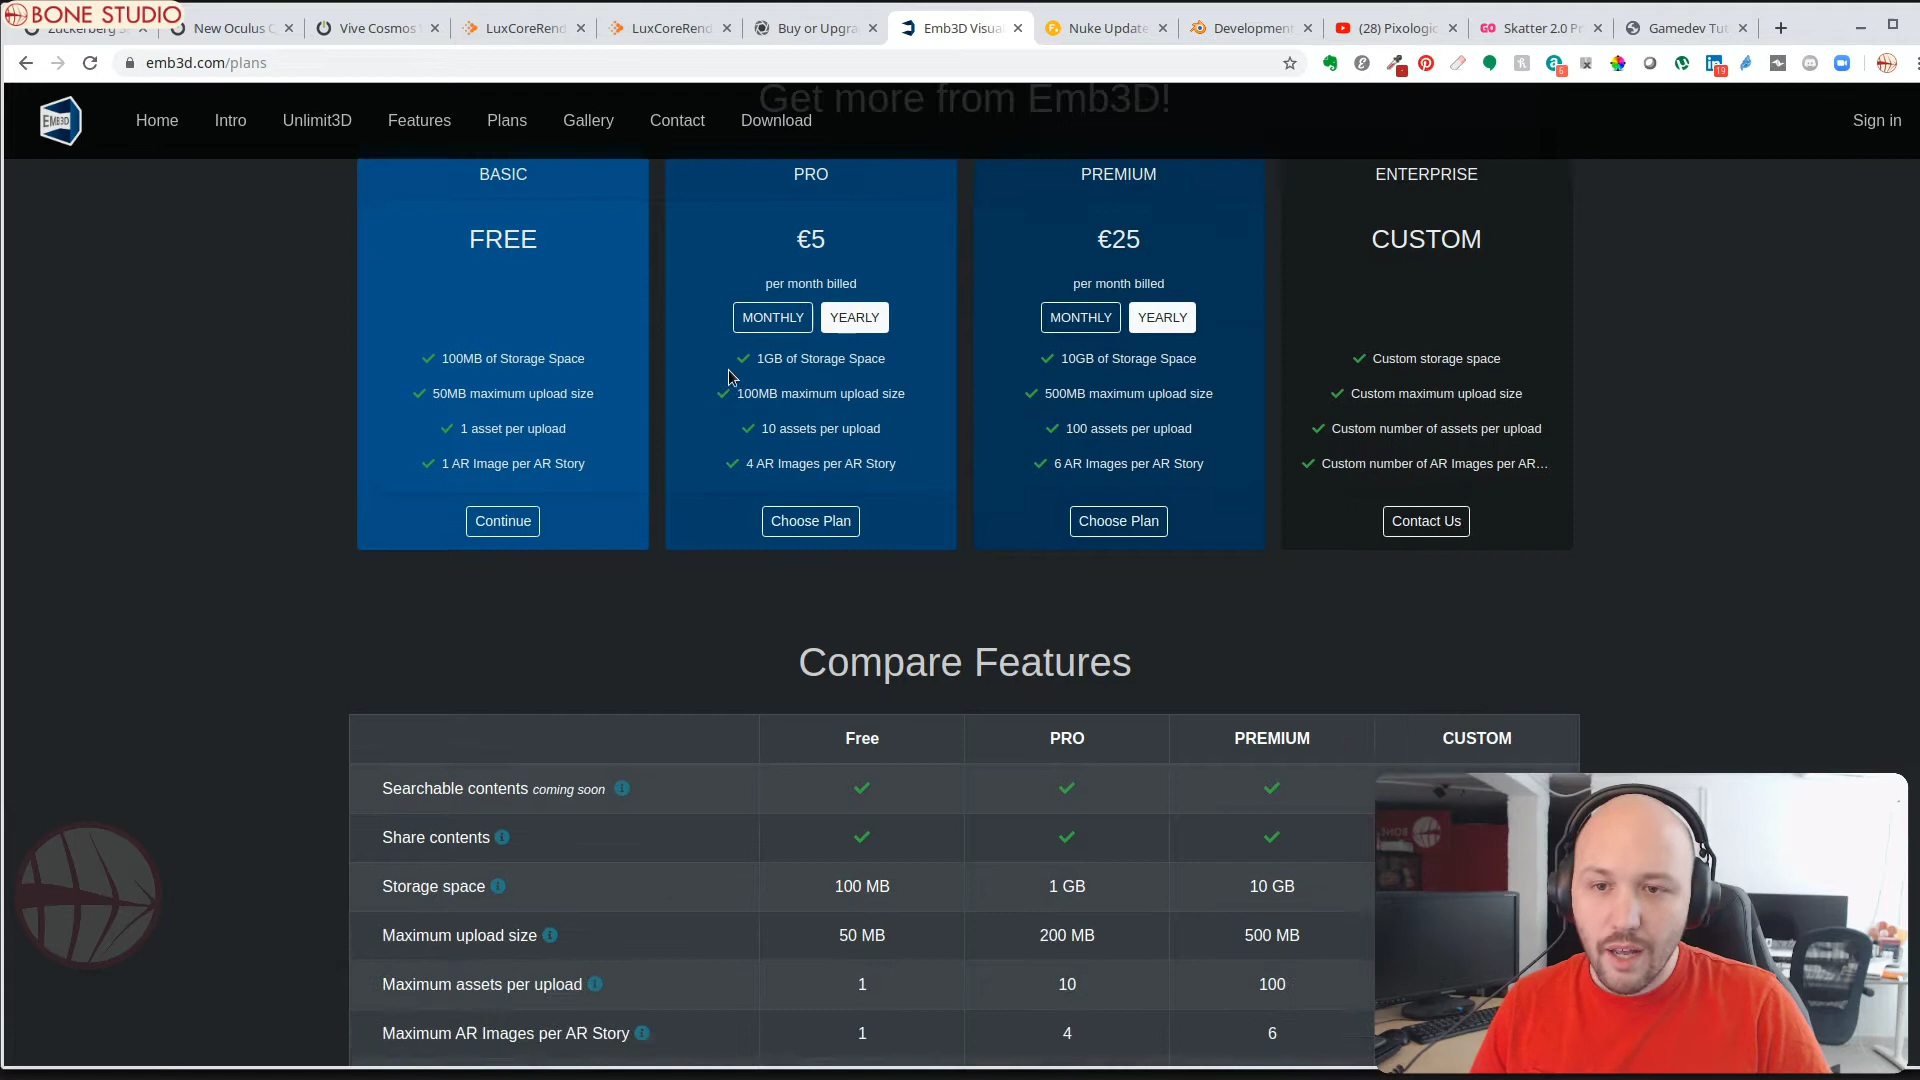 BONE STUDIO
Zuckerberg S
New Oculus C
Vive Cosmos
LuxCoreRend
LuxCoreRend
Buy or Upgra
Emb3D Visua
Nuke Update
Development
(28) Pixologic
GO Skatter 2.0 Pr
Gamedev Tut
emb3d.com/plans
Get more from Emb3D!
EMB3D
Home
Intro
Unlimit3D
Features
Plans
Gallery
Contact
Download
Sign in
BASIC
FREE
100MB of Storage Space
50MB maximum upload size
1 asset per upload
1 AR Image per AR Story
Continue
PRO
€5
per month billed
MONTHLY YEARLY
1GB of Storage Space
100MB maximum upload size
10 assets per upload
4 AR Images per AR Story
Choose Plan
PREMIUM
€25
per month billed
MONTHLY YEARLY
10GB of Storage Space
500MB maximum upload size
100 assets per upload
6 AR Images per AR Story
Choose Plan
ENTERPRISE
CUSTOM
Custom storage space
Custom maximum upload size
Custom number of assets per upload
Custom number of AR Images per AR...
Contact Us
Compare Features
Free PRO PREMIUM CUSTOM
Searchable contents coming soon
Share contents
Storage space 100 MB 1 GB 10 GB
Maximum upload size 50 MB 200 MB 500 MB
Maximum assets per upload 1 10 100
Maximum AR Images per AR Story 1 4 6